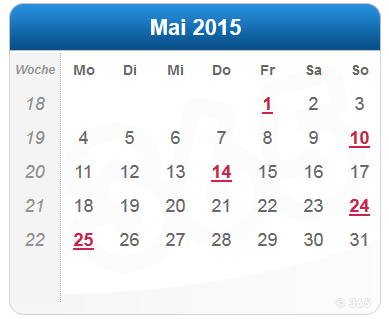 Mai 2015
Woche Mo Di Mi Do Fr Sa So
18 1 2 3
19 4 5 6 7 8 9 10
20 11 12 13 14 15 16 17
21 18 19 20 21 22 23 24
22 25 26 27 28 29 30 31
© 365